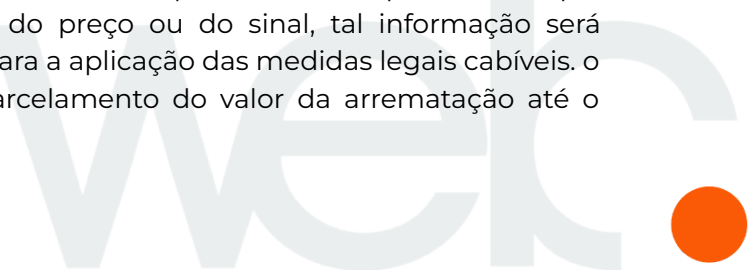 do preço ou do sinal, tal informação será
ara a aplicação das medidas legais cabíveis. o
arcelamento do valor da arrematação até o
web.